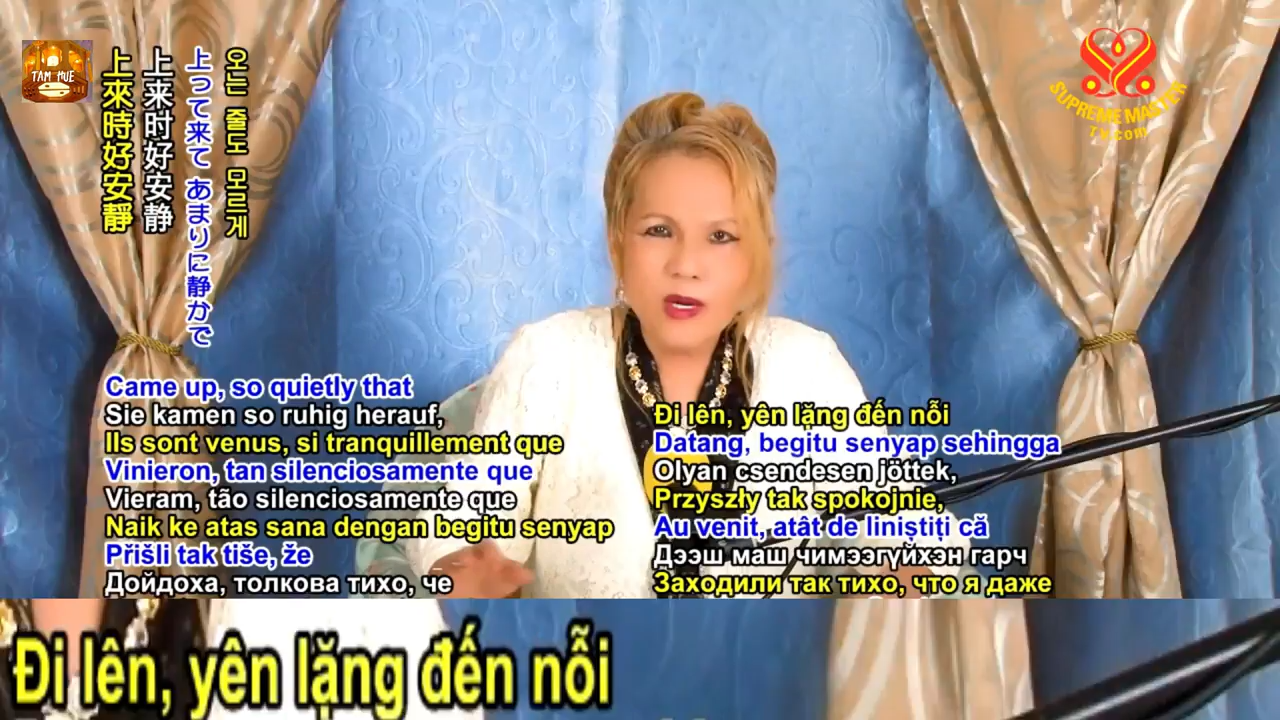 TAM HUE
上來時好安靜
上来时好安静
上って来て あまりに静かで
오는 줄도 모르게
SUPREME MASTER
TV.com
Came up, so quietly that
Sie kamen so ruhig herauf,
Ils sont venus, si tranquillement que
Vinieron, tan silenciosamente que
Vieram, tão silenciosamente que
Naik ke atas sana dengan begitu senyap
Přišli tak tiše, že
Дойдоха, толкова тихо, че
Đi lên, yên lặng đến nỗi
Datang, begitu senyap sehingga
Olyan csendesen jöttek,
Przyszły tak spokojnie,
Au venit, atât de liniștiți că
Дээш маш чимээгүйхэн гарч
Заходили так тихо, что я даже
Đi lên, yên lặng đến nỗi